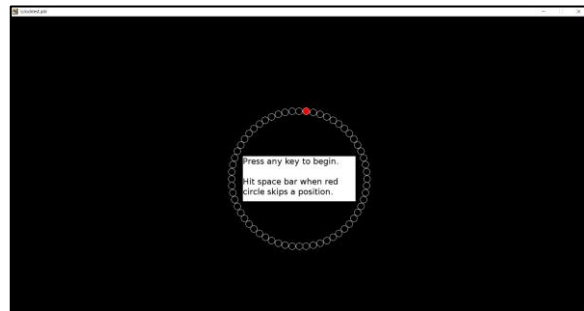 Press any key to begin.
Hit space bar when red
circle skips a position.